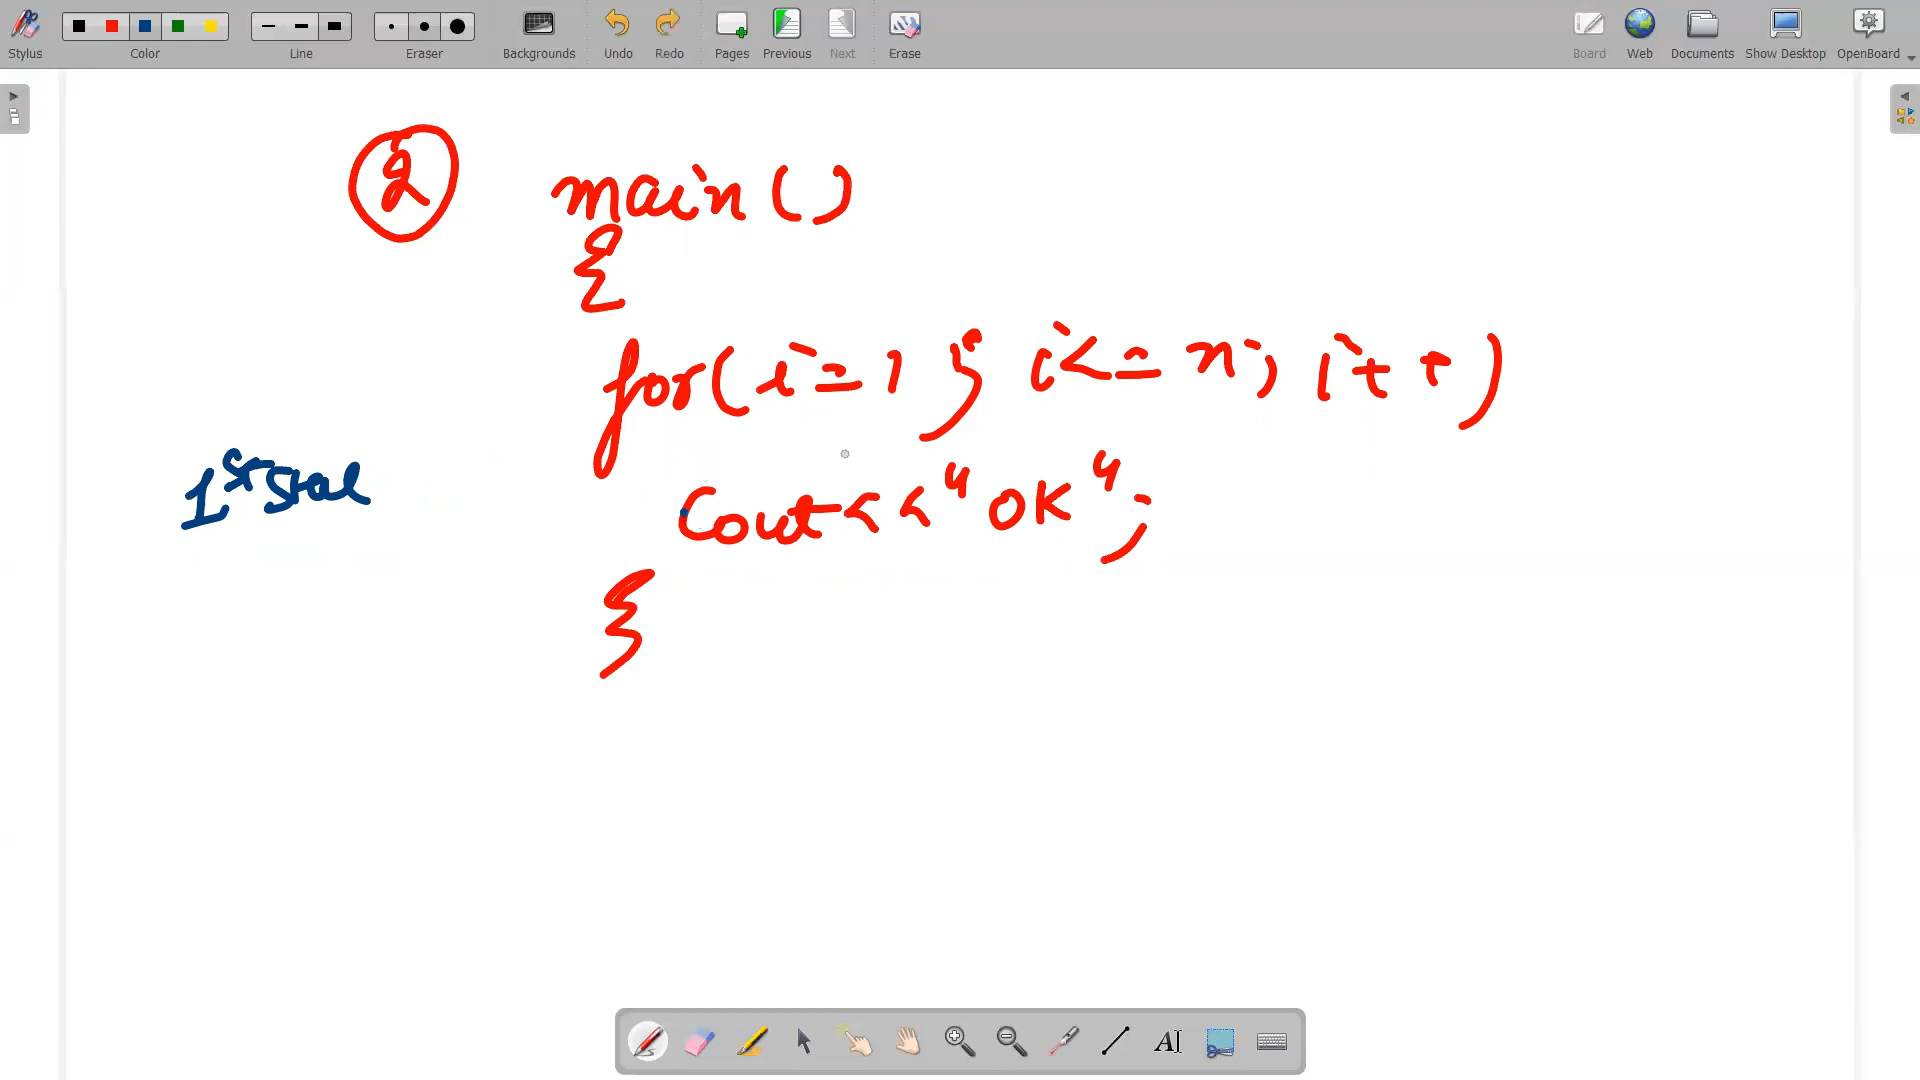 Stylus
Color
Line
Eraser
Backgrounds
Undo
Redo
Pages
Previous
Next
Erase
Board
Web
Documents
Show Desktop
OpenBoard
2 main()
{
for(i=1; i<=n; i++)
1st Stat
Cout<<"OK";
}